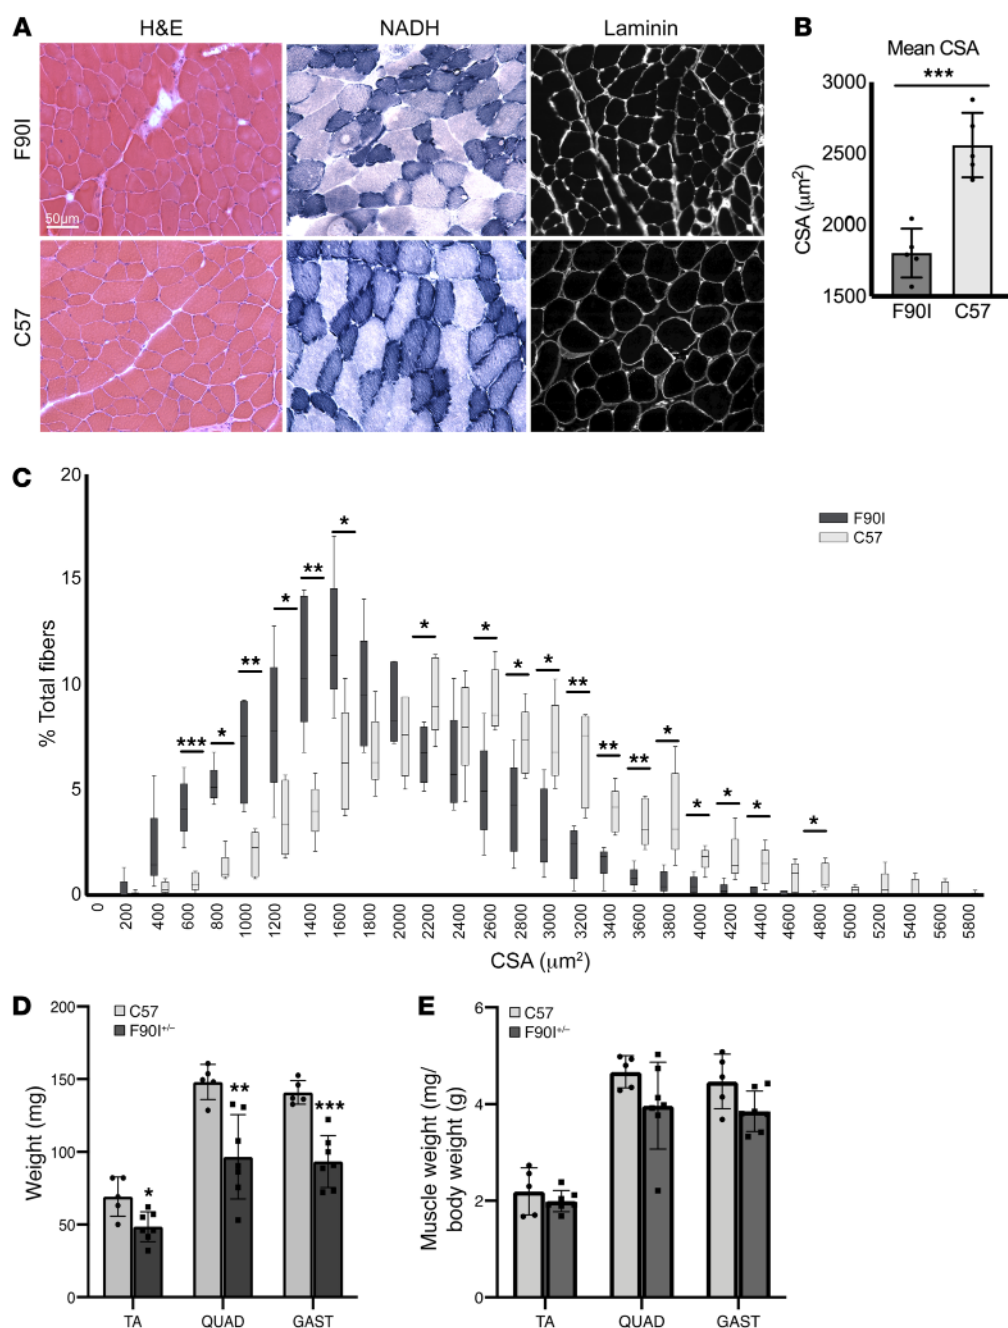 A
H&E
NADH
Laminin
F90I
50μm
C57
B
Mean CSA
***
3000
2500
2000
1500
CSA (μm²)
F90I
C57
C
20
15
10
5
0
% Total fibers
F90I
C57
***
*
**
*
**
*
*
*
*
*
**
**
**
*
*
*
*
*
0
200
400
600
800
1000
1200
1400
1600
1800
2000
2200
2400
2600
2800
3000
3200
3400
3600
3800
4000
4200
4400
4600
4800
5000
5200
5400
5600
5800
CSA (μm²)
D
200
150
100
50
0
Weight (mg)
C57
F90I+/–
*
**
***
TA
QUAD
GAST
E
6
4
2
0
Muscle weight (mg/
body weight (g)
C57
F90I+/–
TA
QUAD
GAST